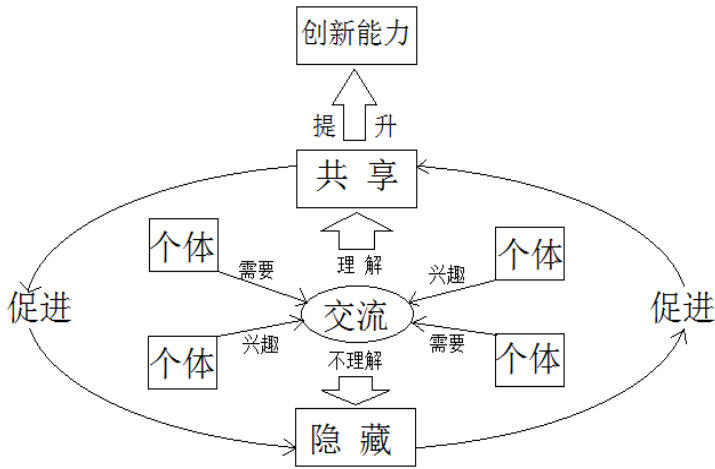 创新能力
提 升
共 享
个体
个体
需要
理 解
兴趣
促进
交流
促进
个体
兴趣
不理解
需要
个体
隐 藏